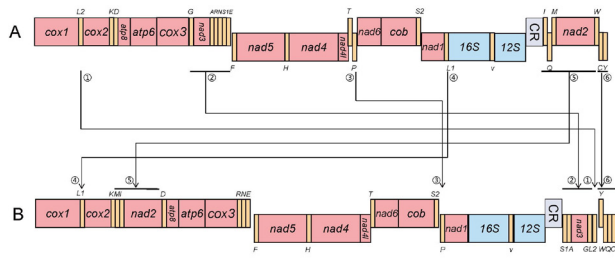 L2 KD G ARNS1E T S2 I M W
A cox1 cox2 atp8 atp6 cox3 nad3 nad6 cob nad1 16S 12S CR nad2
nad5 nad4 nad4l
F H P L1 v Q CY
① ② ③ ④ ⑤ ⑥
④ ⑤ ③ ② ① ⑥
L1 KMI D RNE T S2 Y
B cox1 cox2 nad2 atp8 atp6 cox3 nad6 cob CR
nad5 nad4 nad4l nad1 16S 12S nad3
F H P v S1A GL2 WQC